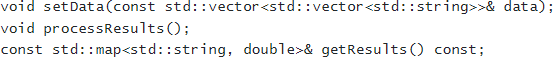 void setData(const std::vector<std::vector<std::string>>& data);
void processResults();
const std::map<std::string, double>& getResults() const;